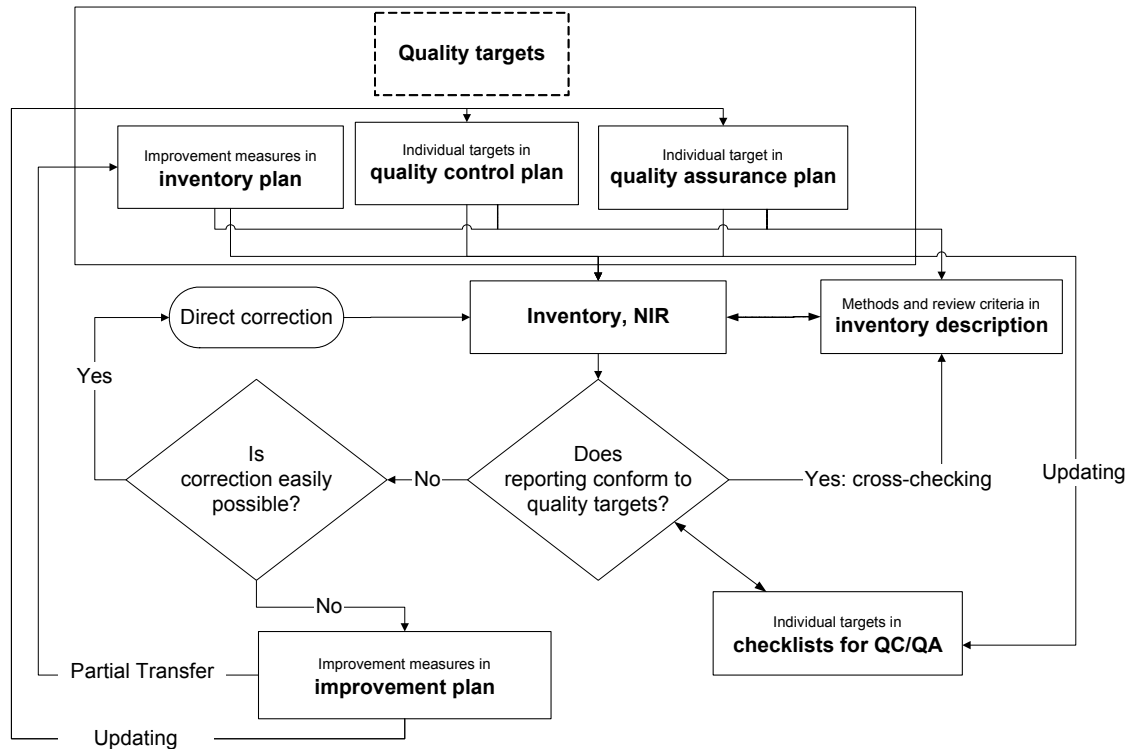 Quality targets
Improvement measures in
inventory plan
Individual targets in
quality control plan
Individual target in
quality assurance plan
Direct correction
Inventory, NIR
Methods and review criteria in
inventory description
Yes
Is
correction easily
possible?
No
Does
reporting conform to
quality targets?
Yes: cross-checking
Updating
No
Individual targets in
checklists for QC/QA
Partial Transfer
Improvement measures in
improvement plan
Updating